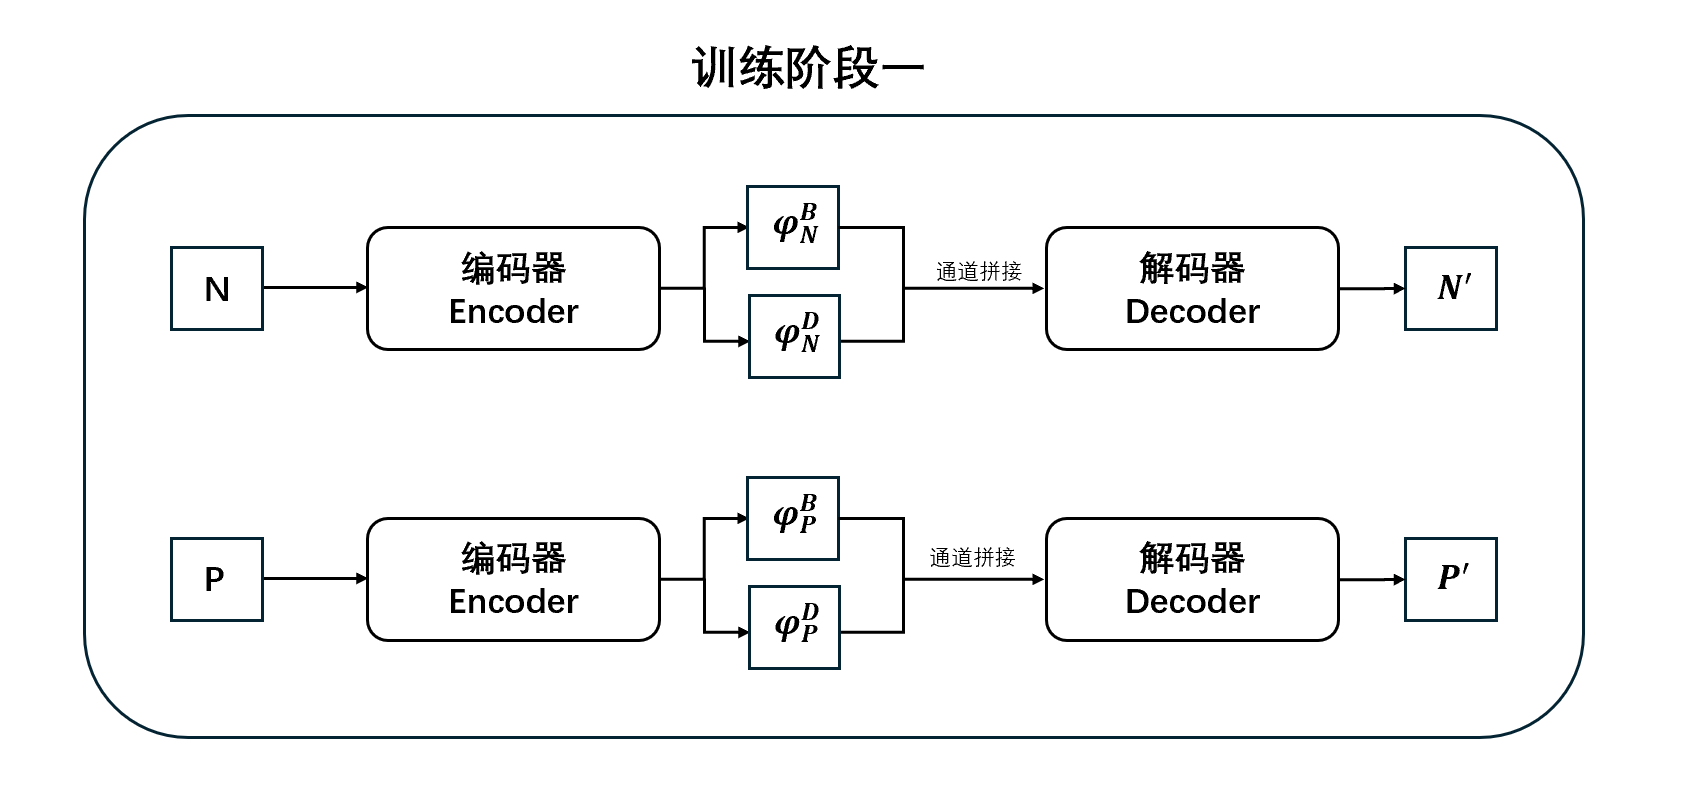 训练阶段一
N
编码器
Encoder
φ_N^B
φ_N^D
通道拼接
解码器
Decoder
N′
P
编码器
Encoder
φ_P^B
φ_P^D
通道拼接
解码器
Decoder
P′